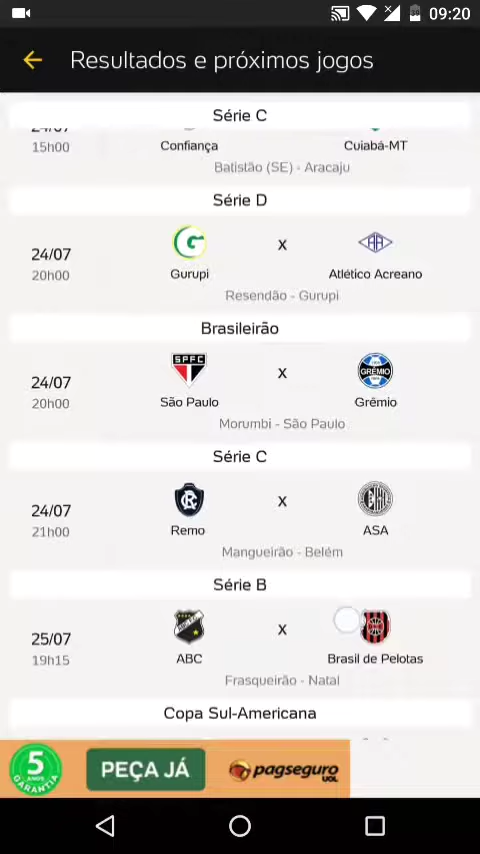 09:20
Resultados e próximos jogos
Série C
24/07
15h00
Confiança
Cuiabá-MT
Batistão (SE) - Aracaju
Série D
24/07
20h00
Gurupi
x
Atlético Acreano
Resendão - Gurupi
Brasileirão
24/07
20h00
SPFC
São Paulo
x
GRÊMIO
Grêmio
Morumbi - São Paulo
Série C
24/07
21h00
Remo
x
ASA
Mangueirão - Belém
Série B
25/07
19h15
ABC
x
Brasil de Pelotas
Frasqueirão - Natal
Copa Sul-Americana
5
ANOS
GARANTIA
PEÇA JÁ
pagseguro
UOL